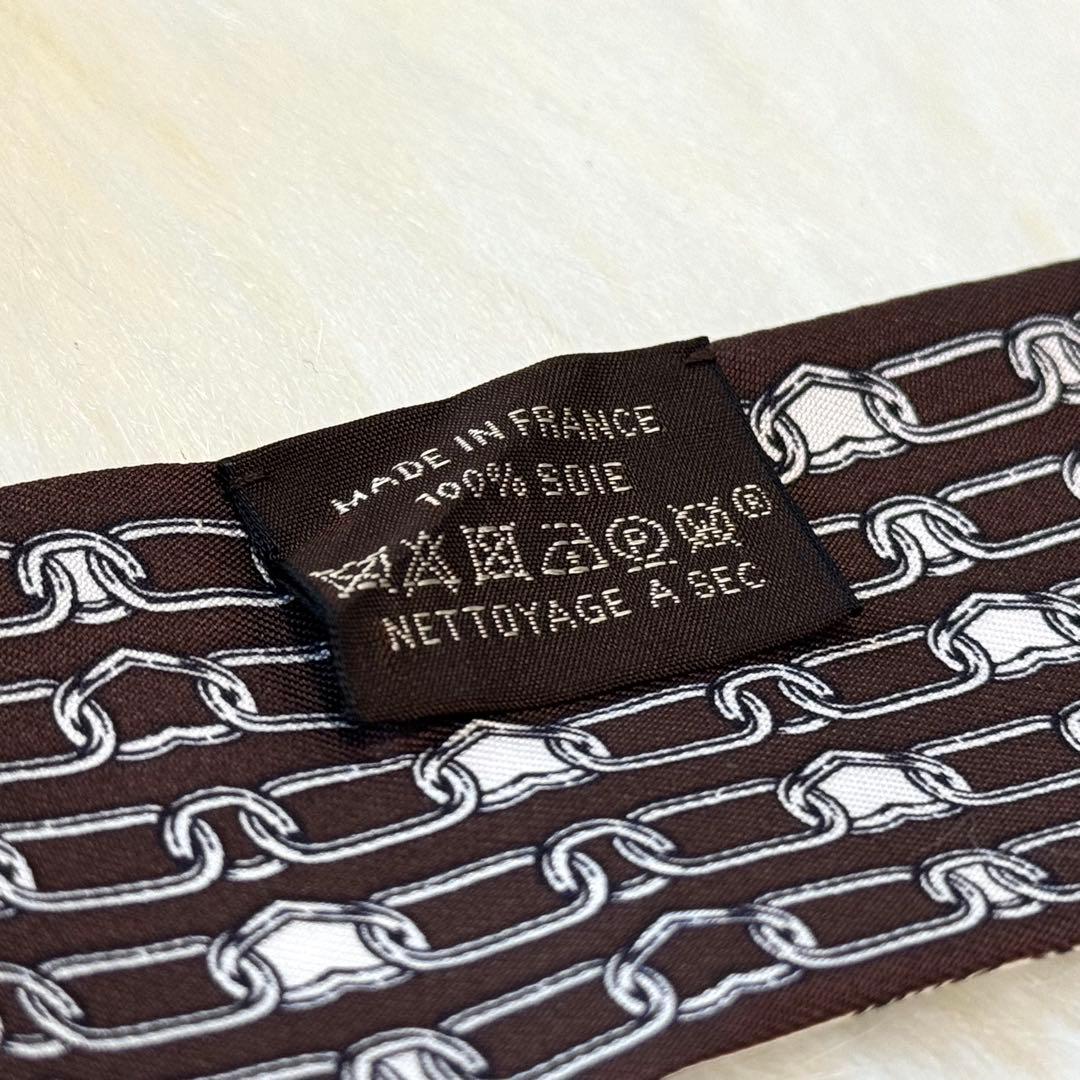 MADE IN FRANCE
100% SOIE
P W ®
NETTOYAGE A SEC